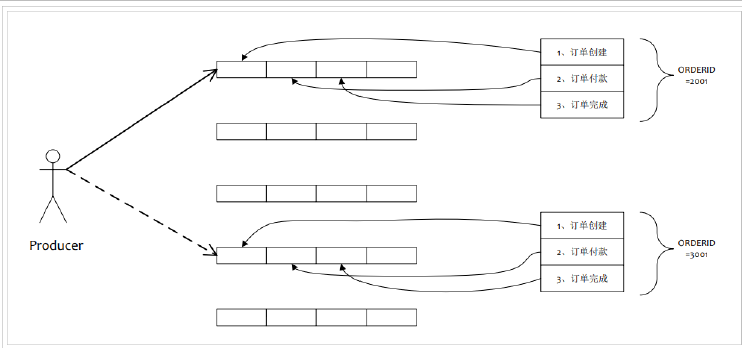 1、订单创建
2、订单付款
3、订单完成
ORDERID
=2001
Producer
1、订单创建
2、订单付款
3、订单完成
ORDERID
=3001